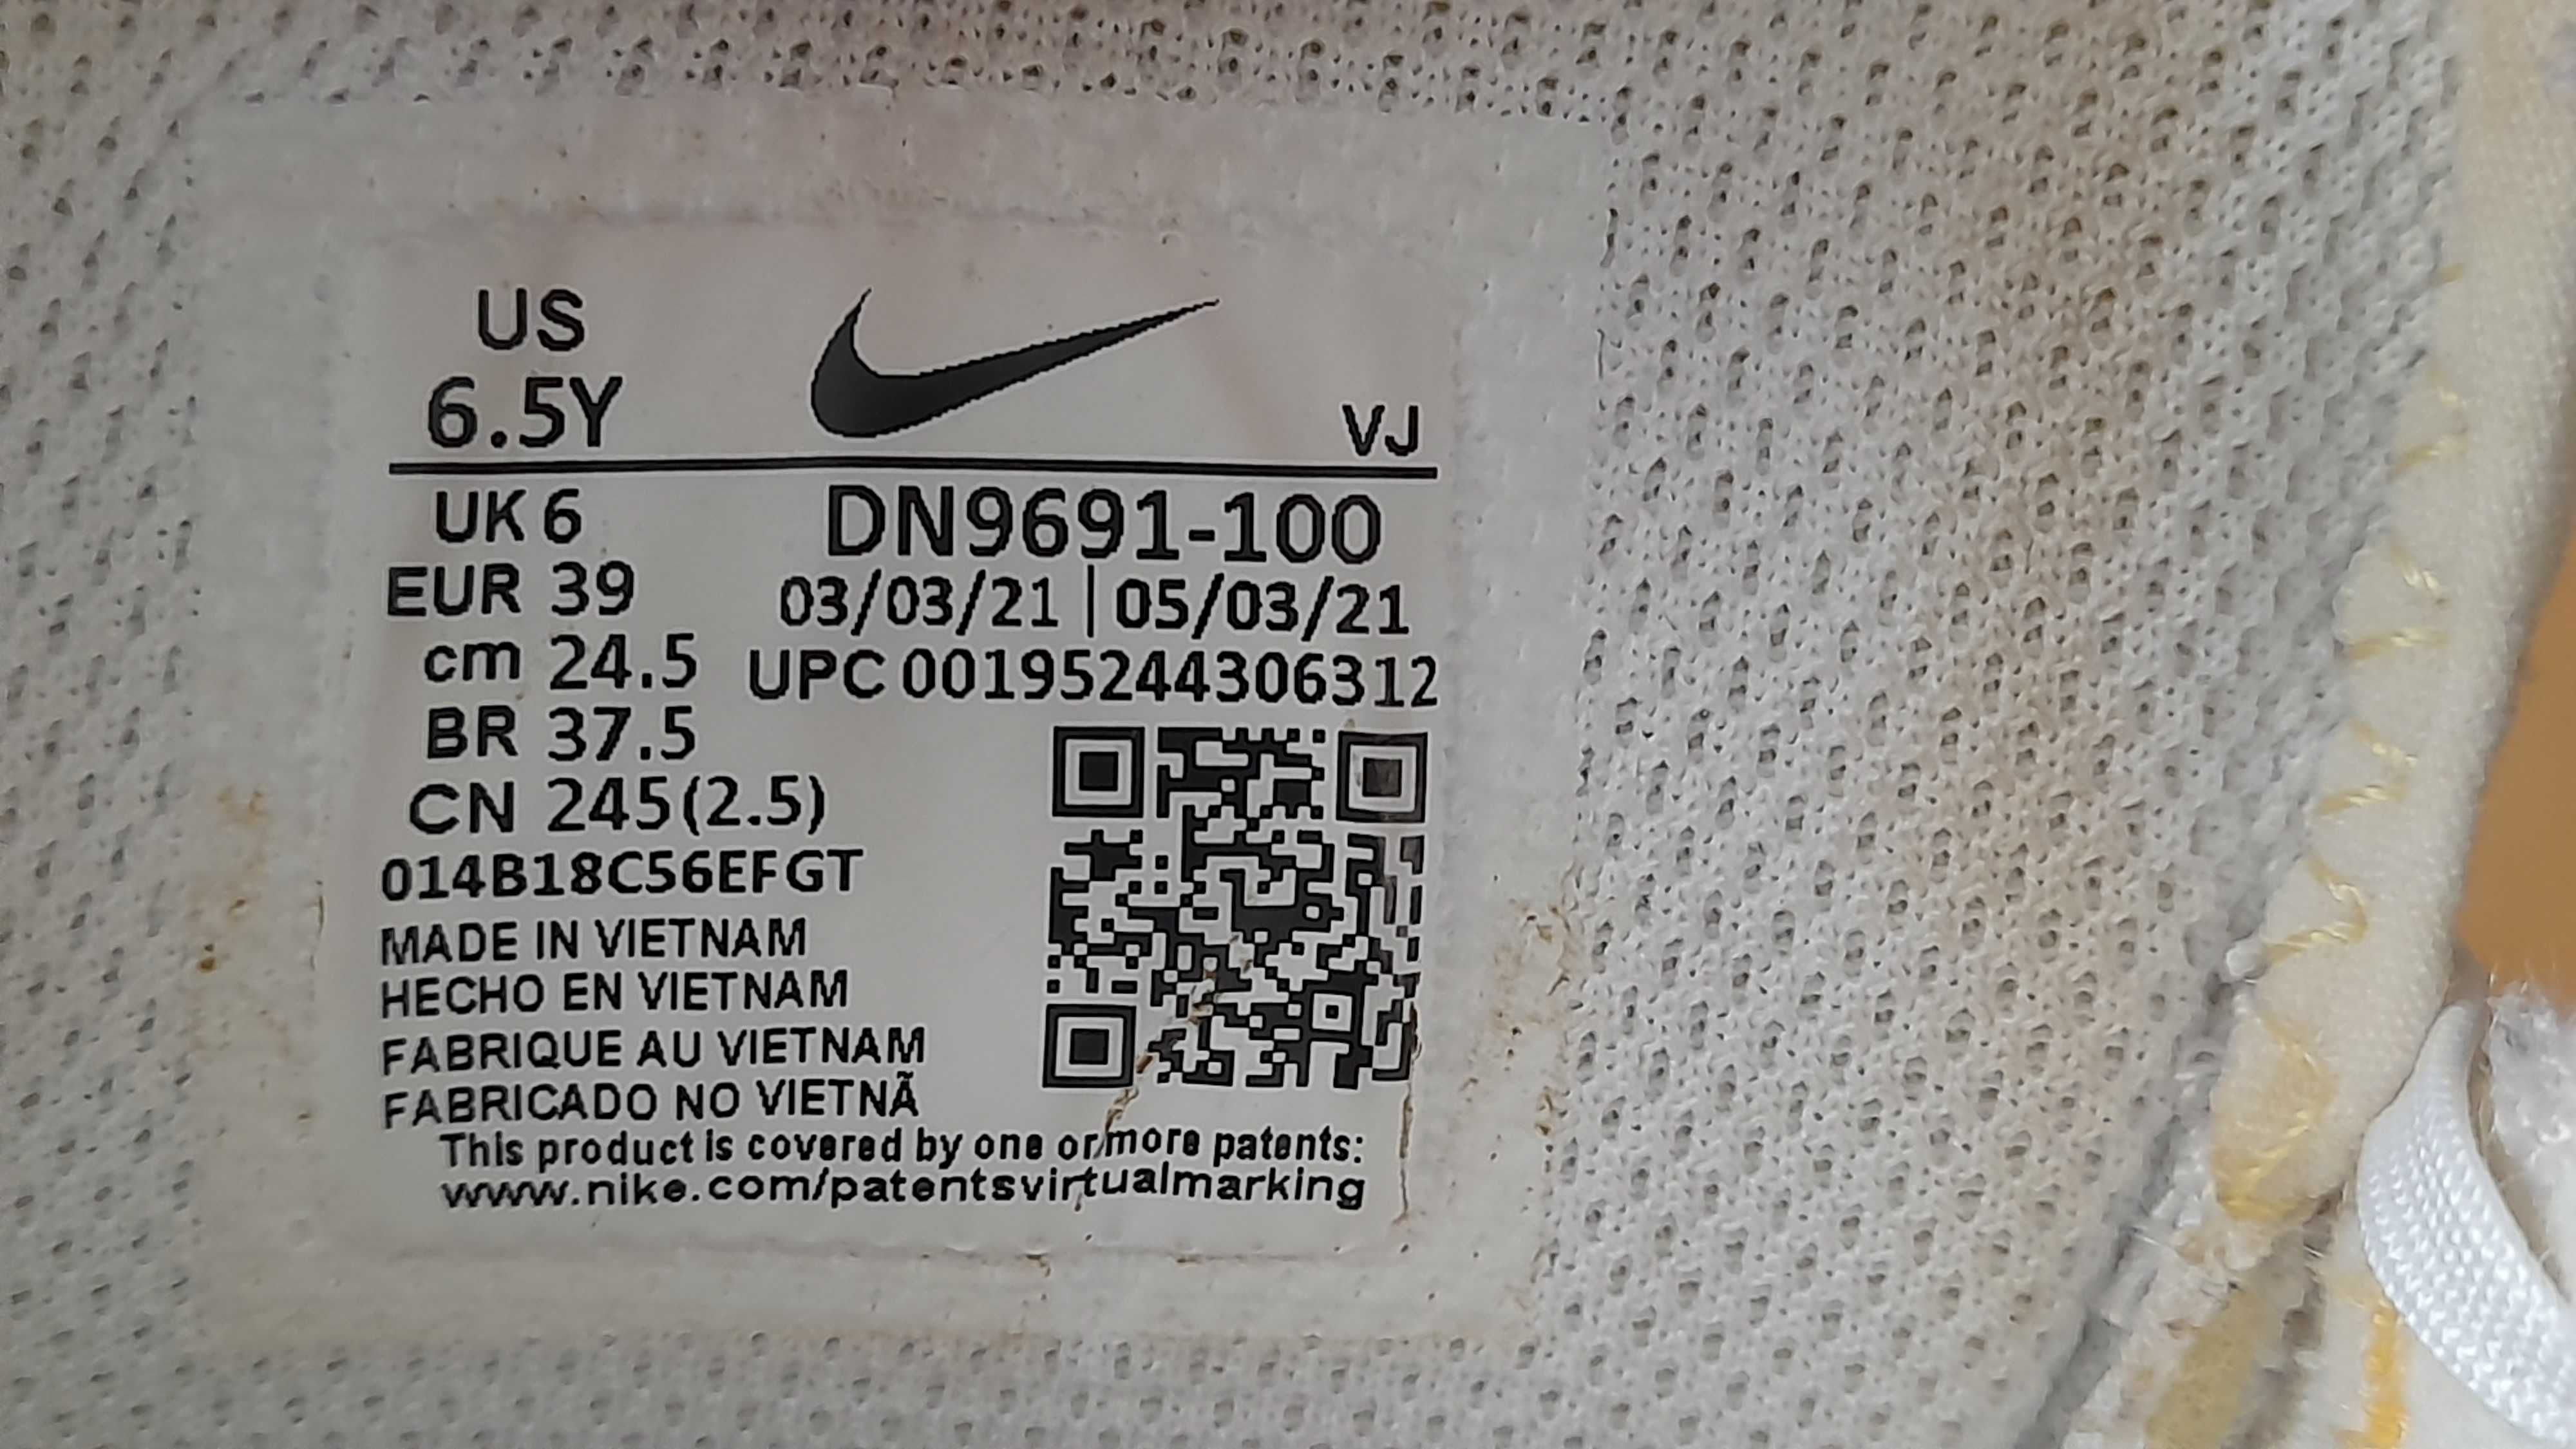 US
6.5Y
VJ
UK 6
EUR 39
cm 24.5
BR 37.5
CN 245(2.5)
DN9691-100
03/03/21 | 05/03/21
UPC 00195244306312
014B18C56EFGT
MADE IN VIETNAM
HECHO EN VIETNAM
FABRIQUE AU VIETNAM
FABRICADO NO VIETNÃ
This product is covered by one or more patents:
www.nike.com/patentsvirtualmarking